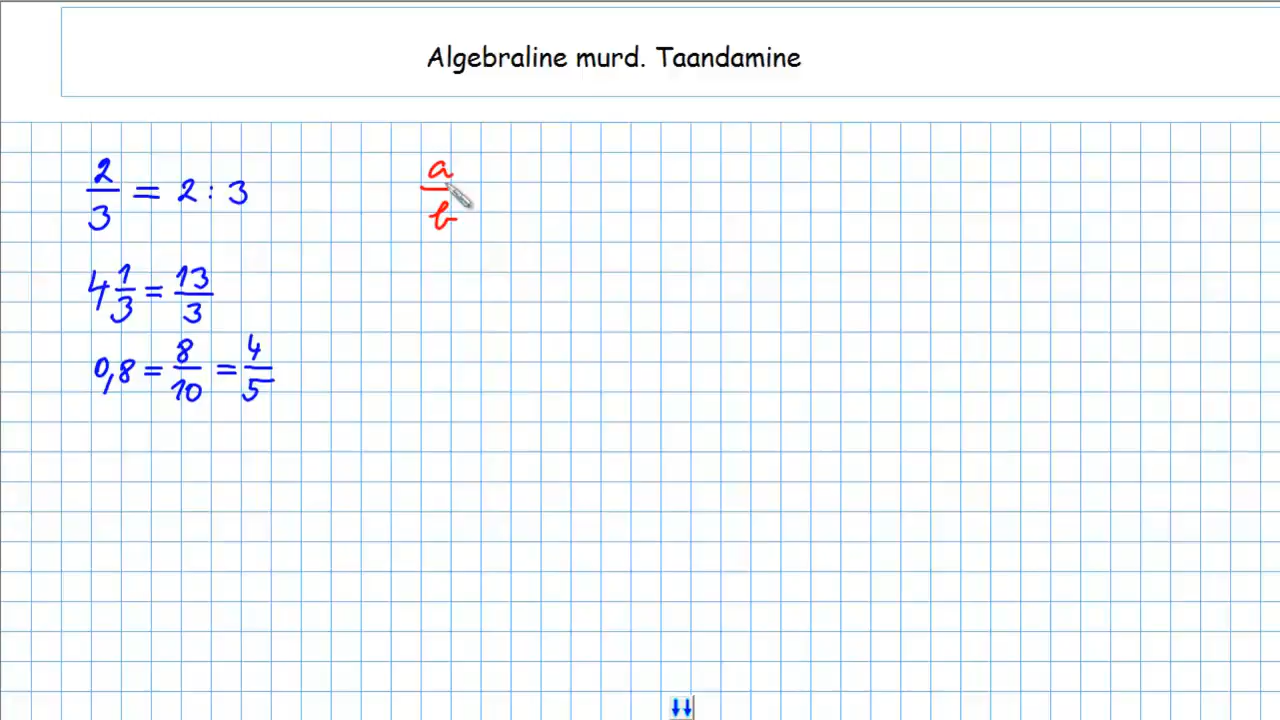 Algebraline murd. Taandamine
2/3 = 2 : 3
a/b
4 1/3 = 13/3
0,8 = 8/10 = 4/5